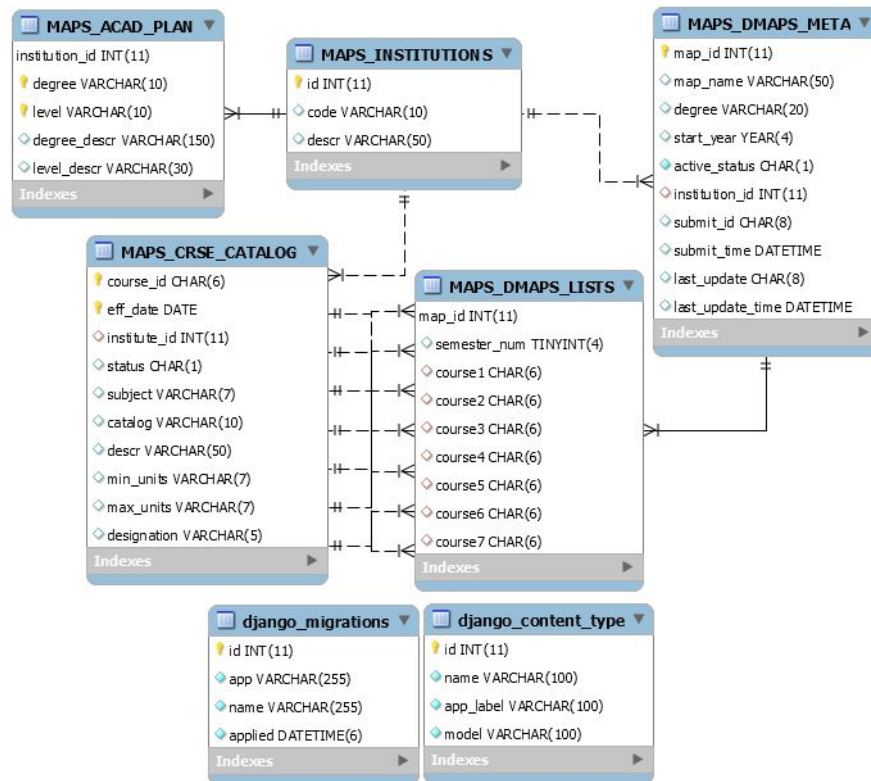 MAPS_ACAD_PLAN
institution_id INT(11)
degree VARCHAR(10)
level VARCHAR(10)
degree_descr VARCHAR(150)
level_descr VARCHAR(30)
Indexes
MAPS_INSTITUTIONS
id INT(11)
code VARCHAR(10)
descr VARCHAR(50)
Indexes
MAPS_DMAPS_META
map_id INT(11)
map_name VARCHAR(50)
degree VARCHAR(20)
start_year YEAR(4)
active_status CHAR(1)
institution_id INT(11)
submit_id CHAR(8)
submit_time DATETIME
last_update CHAR(8)
last_update_time DATETIME
Indexes
MAPS_CRSE_CATALOG
course_id CHAR(6)
eff_date DATE
institute_id INT(11)
status CHAR(1)
subject VARCHAR(7)
catalog VARCHAR(10)
descr VARCHAR(50)
min_units VARCHAR(7)
max_units VARCHAR(7)
designation VARCHAR(5)
Indexes
MAPS_DMAPS_LISTS
map_id INT(11)
semester_num TINYINT(4)
course1 CHAR(6)
course2 CHAR(6)
course3 CHAR(6)
course4 CHAR(6)
course5 CHAR(6)
course6 CHAR(6)
course7 CHAR(6)
Indexes
django_migrations
id INT(11)
app VARCHAR(255)
name VARCHAR(255)
applied DATETIME(6)
Indexes
django_content_type
id INT(11)
name VARCHAR(100)
app_label VARCHAR(100)
model VARCHAR(100)
Indexes